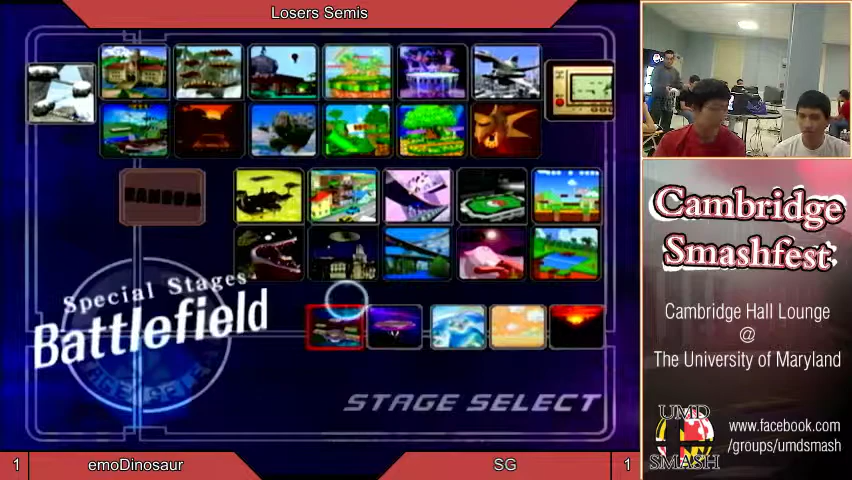 Losers Semis
RANDOM
Special Stages
Battlefield
STAGE SELECT
1
emoDinosaur
SG
1
Cambridge
Smashfest
Cambridge Hall Lounge
@
The University of Maryland
UMD
SMASH
www.facebook.com
/groups/umdsmash